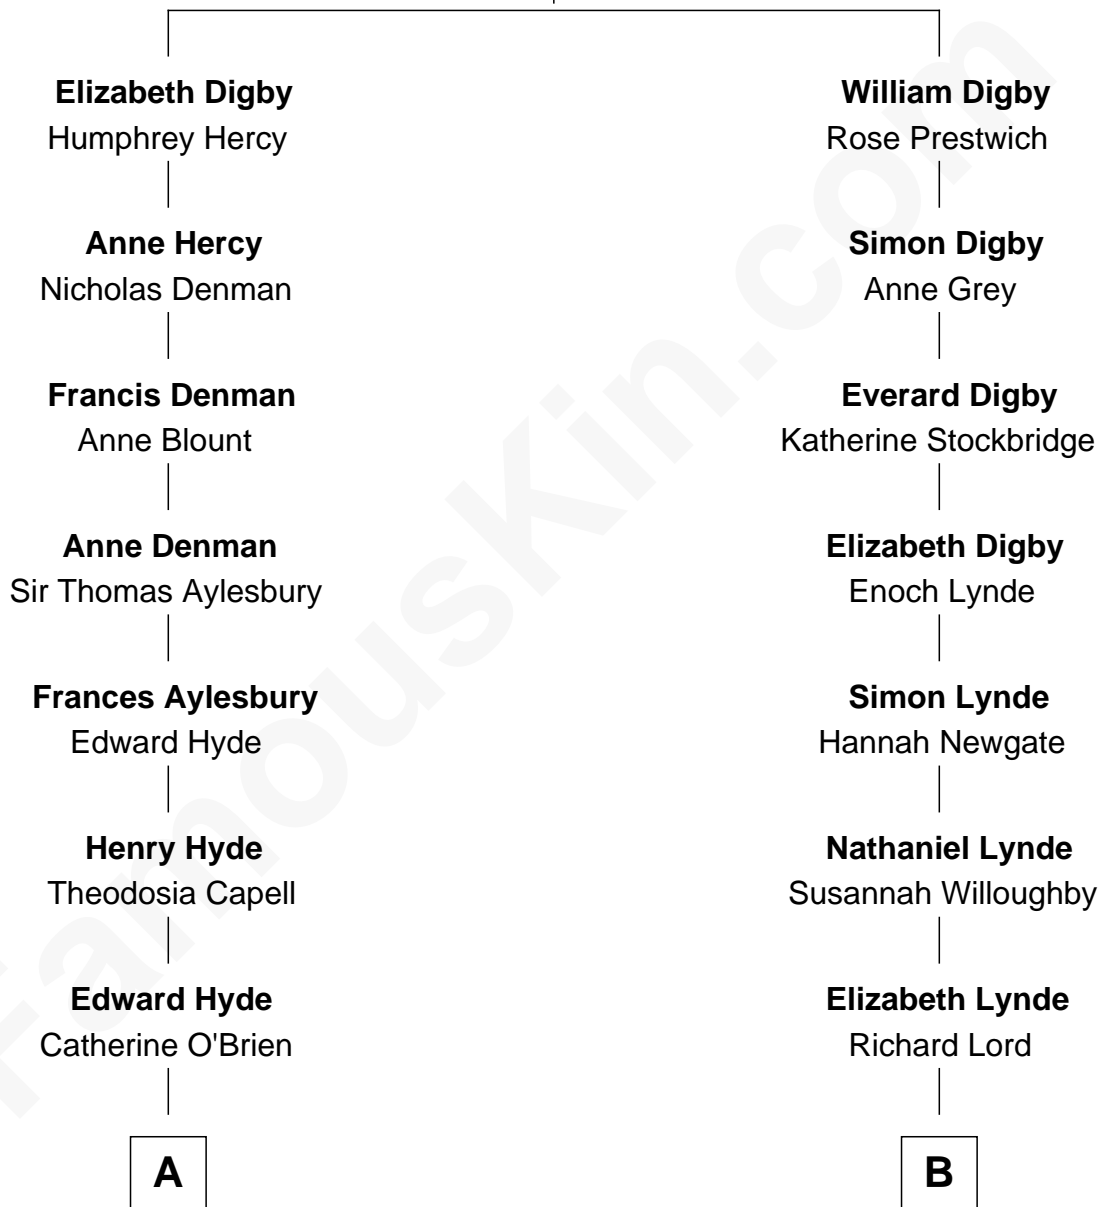 Elizabeth Digby
Humphrey Hercy
Anne Hercy
Nicholas Denman
Francis Denman
Anne Blount
Anne Denman
Sir Thomas Aylesbury
Frances Aylesbury
Edward Hyde
Henry Hyde
Theodosia Capell
Edward Hyde
Catherine O'Brien
A
William Digby
Rose Prestwich
Simon Digby
Anne Grey
Everard Digby
Katherine Stockbridge
Elizabeth Digby
Enoch Lynde
Simon Lynde
Hannah Newgate
Nathaniel Lynde
Susannah Willoughby
Elizabeth Lynde
Richard Lord
B
FamousKin.com